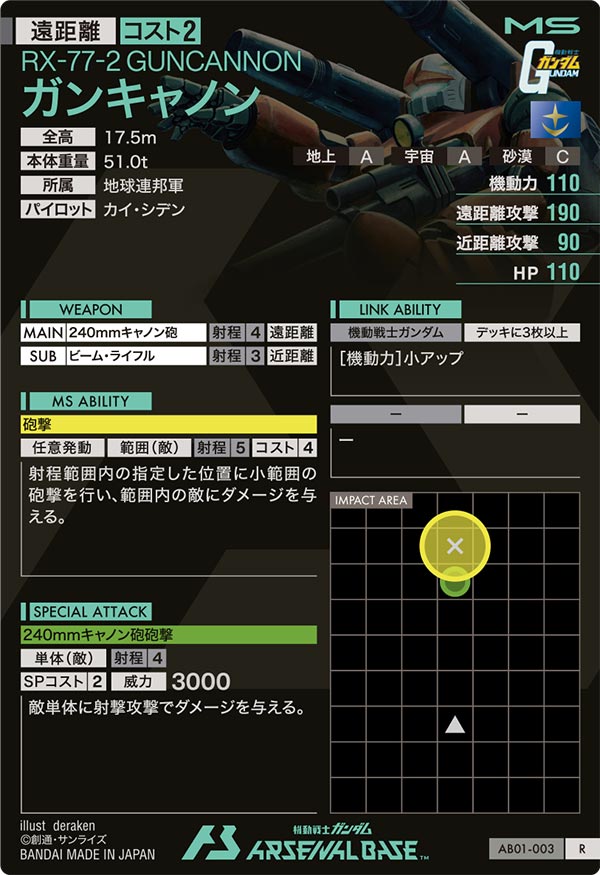 遠距離 コスト2 MS
RX-77-2 GUNCANNON
機動戦士 ガンダム GUNDAM
ガンキャノン
全高 17.5m
本体重量 51.0t
所属 地球連邦軍
パイロット カイ・シデン
地上 A 宇宙 A 砂漠 C
機動力 110
遠距離攻撃 190
近距離攻撃 90
HP 110
WEAPON
MAIN 240mmキャノン砲 射程 4 遠距離
SUB ビーム・ライフル 射程 3 近距離
MS ABILITY
砲撃
任意発動 範囲(敵) 射程 5 コスト 4
射程範囲内の指定した位置に小範囲の
砲撃を行い、範囲内の敵にダメージを与
える。
SPECIAL ATTACK
240mmキャノン砲砲撃
単体(敵) 射程 4
SPコスト 2 威力 3000
敵単体に射撃攻撃でダメージを与える。
LINK ABILITY
機動戦士ガンダム デッキに3枚以上
[機動力]小アップ
— —
—
IMPACT AREA
illust deraken
©創通・サンライズ
BANDAI MADE IN JAPAN
機動戦士ガンダム
AB ARSENAL BASE™
AB01-003 R